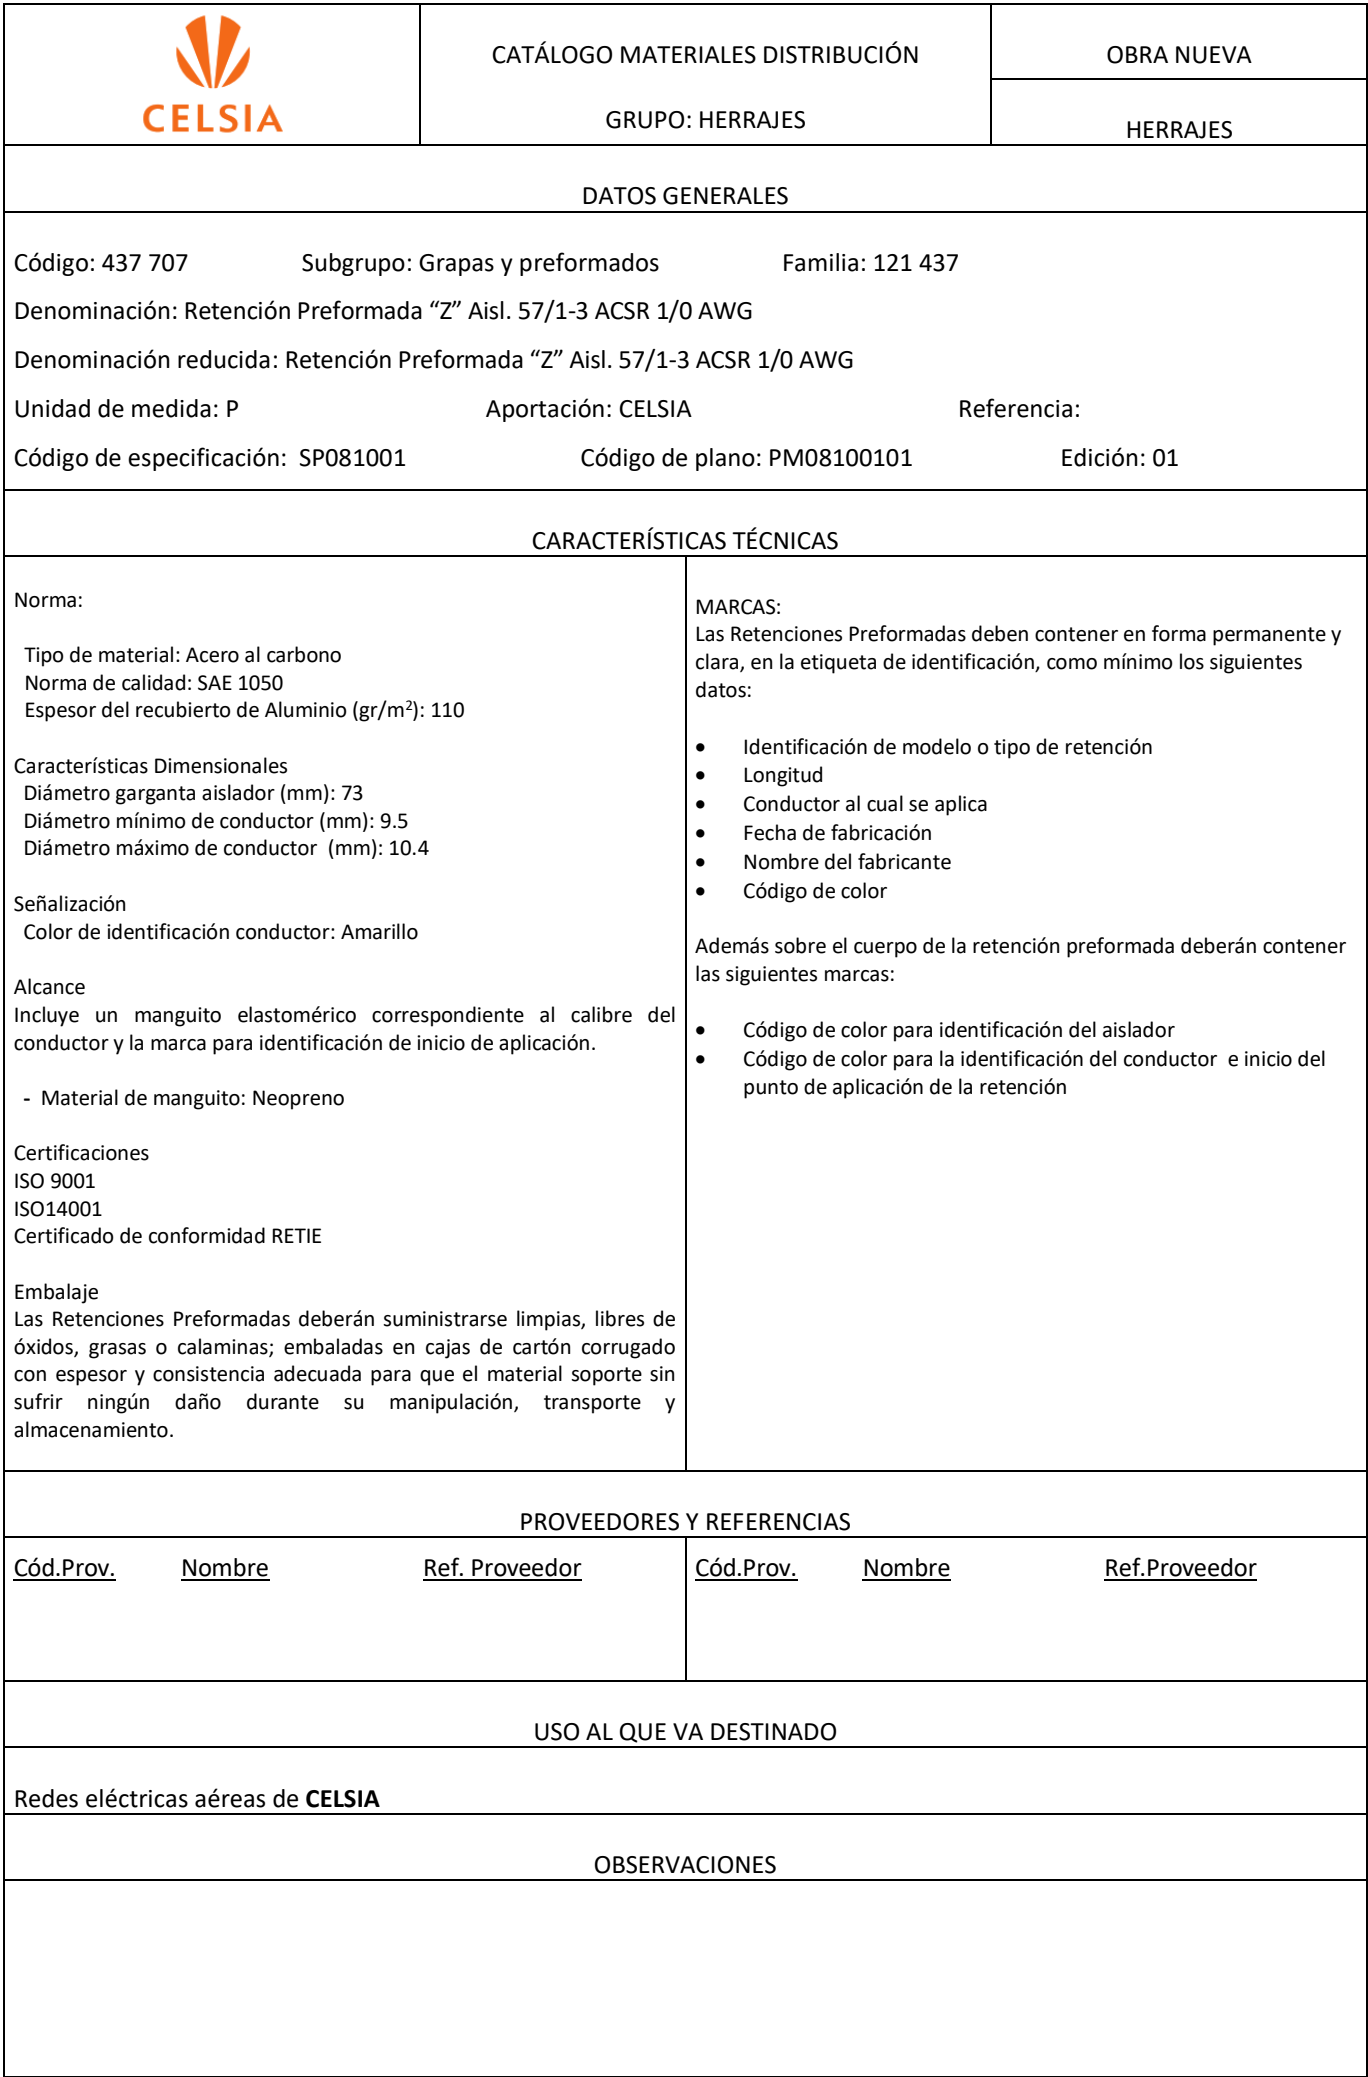 CELSIA
CATÁLOGO MATERIALES DISTRIBUCIÓN
GRUPO: HERRAJES
OBRA NUEVA
HERRAJES
DATOS GENERALES
Código: 437 707 Subgrupo: Grapas y preformados Familia: 121 437
Denominación: Retención Preformada “Z” Aisl. 57/1-3 ACSR 1/0 AWG
Denominación reducida: Retención Preformada “Z” Aisl. 57/1-3 ACSR 1/0 AWG
Unidad de medida: P Aportación: CELSIA Referencia:
Código de especificación: SP081001 Código de plano: PM08100101 Edición: 01
CARACTERÍSTICAS TÉCNICAS
Norma:
Tipo de material: Acero al carbono
Norma de calidad: SAE 1050
Espesor del recubierto de Aluminio (gr/m²): 110
Características Dimensionales
Diámetro garganta aislador (mm): 73
Diámetro mínimo de conductor (mm): 9.5
Diámetro máximo de conductor (mm): 10.4
Señalización
Color de identificación conductor: Amarillo
Alcance
Incluye un manguito elastomérico correspondiente al calibre del
conductor y la marca para identificación de inicio de aplicación.
- Material de manguito: Neopreno
Certificaciones
ISO 9001
ISO14001
Certificado de conformidad RETIE
Embalaje
Las Retenciones Preformadas deberán suministrarse limpias, libres de
óxidos, grasas o calaminas; embaladas en cajas de cartón corrugado
con espesor y consistencia adecuada para que el material soporte sin
sufrir ningún daño durante su manipulación, transporte y
almacenamiento.
MARCAS:
Las Retenciones Preformadas deben contener en forma permanente y
clara, en la etiqueta de identificación, como mínimo los siguientes
datos:
• Identificación de modelo o tipo de retención
• Longitud
• Conductor al cual se aplica
• Fecha de fabricación
• Nombre del fabricante
• Código de color
Además sobre el cuerpo de la retención preformada deberán contener
las siguientes marcas:
• Código de color para identificación del aislador
• Código de color para la identificación del conductor e inicio del
punto de aplicación de la retención
PROVEEDORES Y REFERENCIAS
Cód.Prov. Nombre Ref. Proveedor
Cód.Prov. Nombre Ref.Proveedor
USO AL QUE VA DESTINADO
Redes eléctricas aéreas de CELSIA
OBSERVACIONES